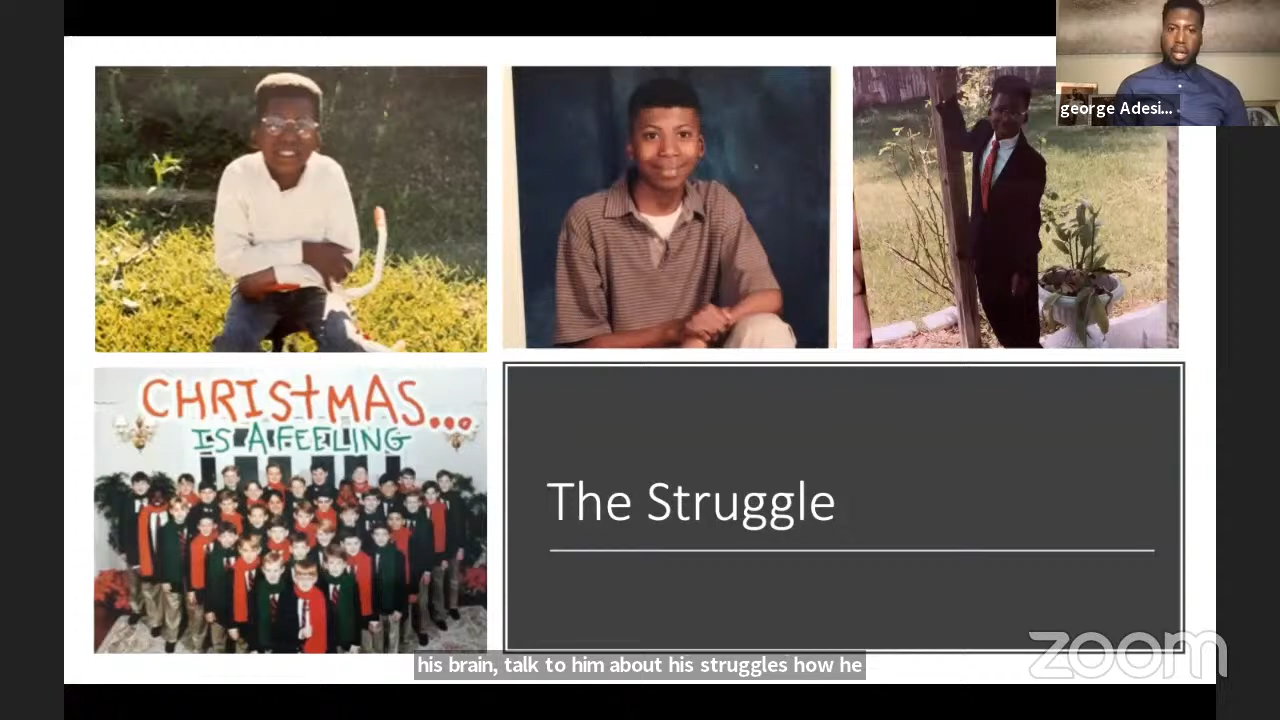 george Adesi...
CHRISTMAS...
IS A FEELING
The Struggle
zoom
his brain, talk to him about his struggles how he